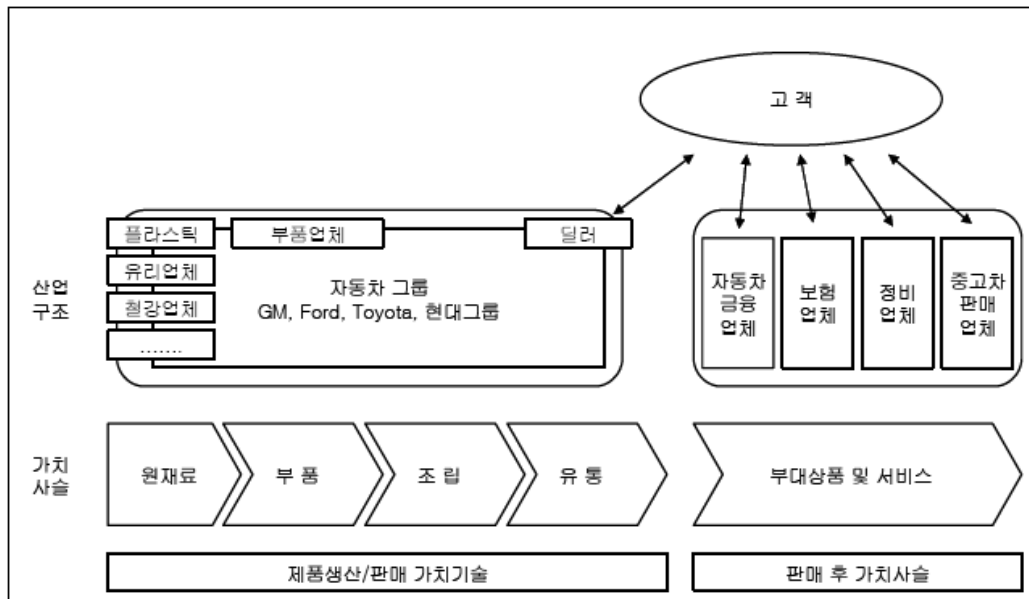 고 객
플라스틱
부품업체
딜러
유리업체
철강업체
.......
자동차 그룹
GM, Ford, Toyota, 현대그룹
자동차
금융
업체
보험
업체
정비
업체
중고차
판매
업체
산업
구조
가치
사슬
원재료
부 품
조 립
유 통
부대상품 및 서비스
제품생산/판매 가치기술
판매 후 가치사슬